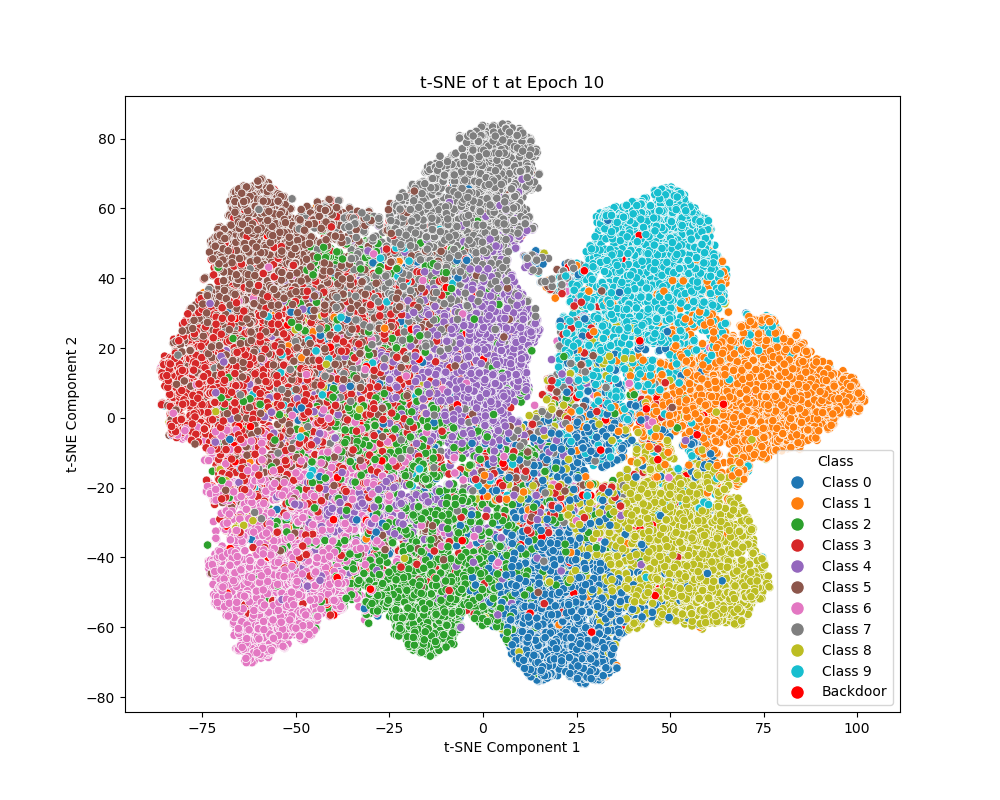 t-SNE of t at Epoch 10
t-SNE Component 2
80
60
40
20
0
−20
−40
−60
−80
−75
−50
−25
0
25
50
75
100
t-SNE Component 1
Class
Class 0
Class 1
Class 2
Class 3
Class 4
Class 5
Class 6
Class 7
Class 8
Class 9
Backdoor